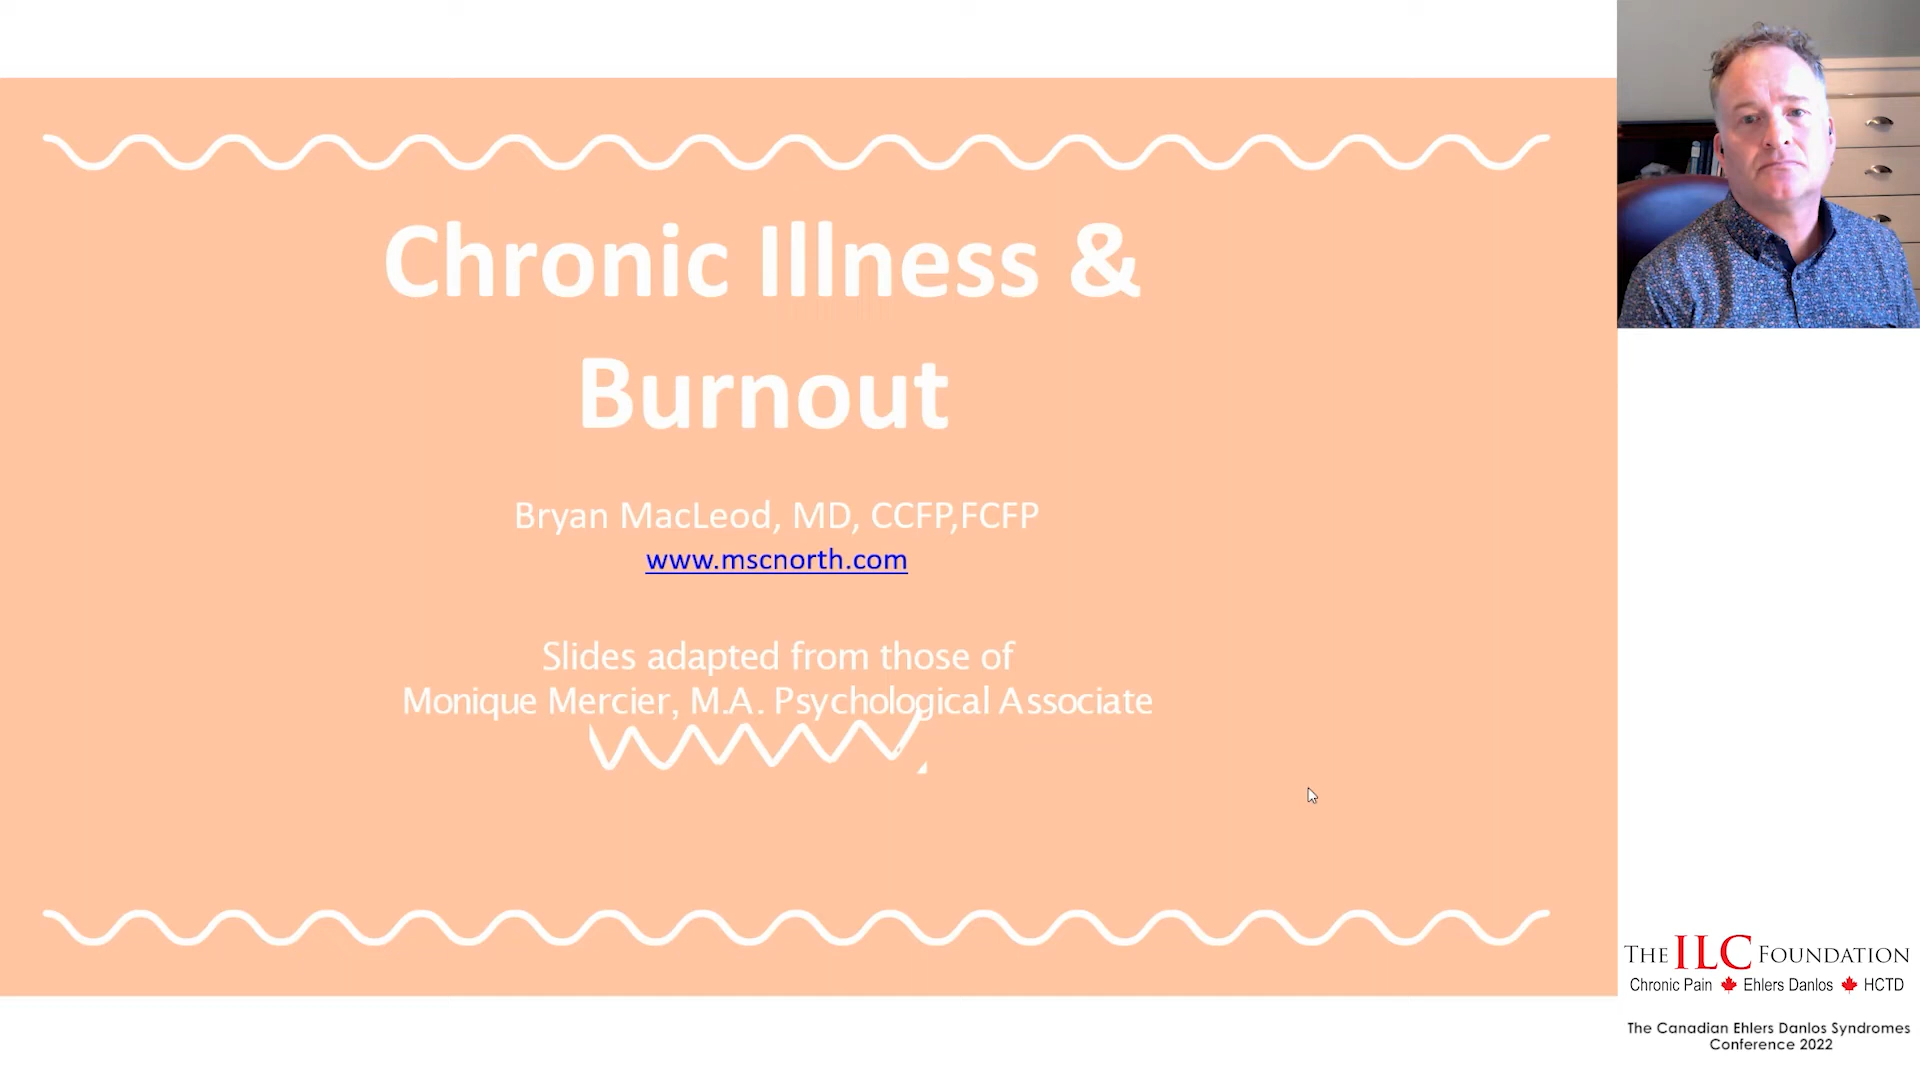 Chronic Illness &
Burnout
Bryan MacLeod, MD, CCFP,FCFP
www.mscnorth.com
Slides adapted from those of
Monique Mercier, M.A. Psychological Associate
THE ILC FOUNDATION
Chronic Pain Ehlers Danlos HCTD
The Canadian Ehlers Danlos Syndromes
Conference 2022